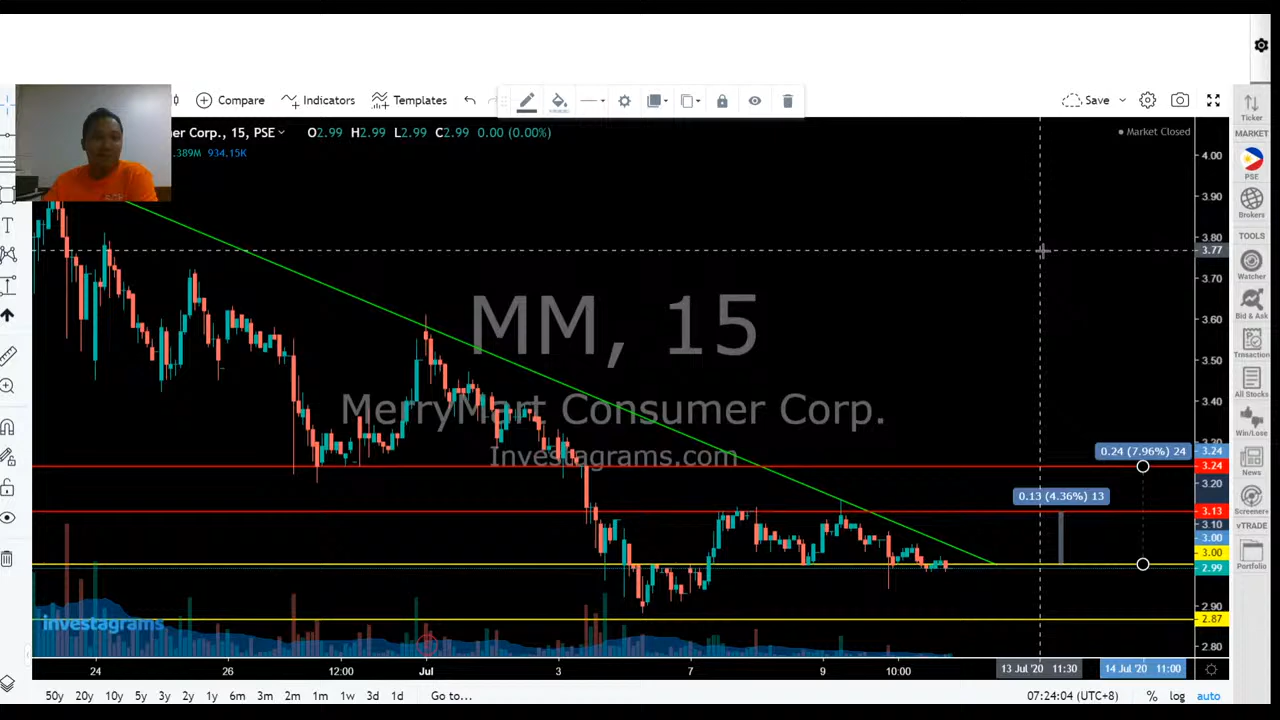 Compare
Indicators
Templates
Save
er Corp., 15, PSE
O2.99 H2.99 L2.99 C2.99 0.00 (0.00%)
.389M 934.15K
Market Closed
MM, 15
MerryMart Consumer Corp.
Investagrams.com
investagrams
0.24 (7.96%) 24
0.13 (4.36%) 13
4.00
3.90
3.80
3.77
3.70
3.60
3.50
3.40
3.24
3.24
3.20
3.13
3.10
3.00
3.00
2.99
2.90
2.87
2.80
24
26
12:00
Jul
3
7
9
10:00
13 Jul '20 11:30
14 Jul '20 11:00
50y 20y 10y 5y 3y 2y 1y 6m 3m 2m 1m 1w 3d 1d Go to...
07:24:04 (UTC+8) % log auto
Ticker
MARKET
PSE
Brokers
TOOLS
Watcher
Bid & Ask
Transaction
All Stocks
Win/Lose
News
Screeners
vTRADE
Portfolio